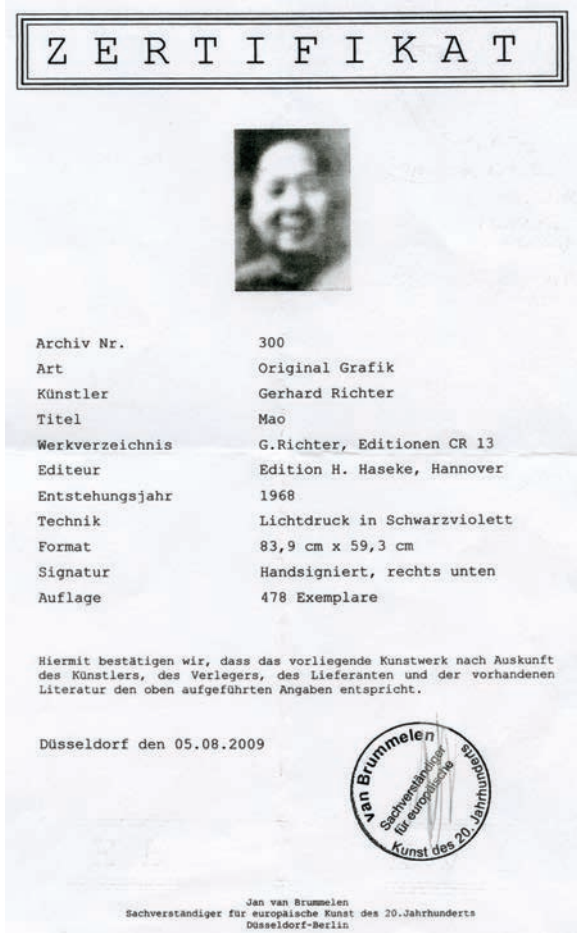 ZERTIFIKAT
Archiv Nr. 300
Art Original Grafik
Künstler Gerhard Richter
Titel Mao
Werkverzeichnis G.Richter, Editionen CR 13
Editeur Edition H. Haseke, Hannover
Entstehungsjahr 1968
Technik Lichtdruck in Schwarzviolett
Format 83,9 cm x 59,3 cm
Signatur Handsigniert, rechts unten
Auflage 478 Exemplare
Hiermit bestätigen wir, dass das vorliegende Kunstwerk nach Auskunft
des Künstlers, des Verlegers, des Lieferanten und der vorhandenen
Literatur den oben aufgeführten Angaben entspricht.
Düsseldorf den 05.08.2009
van Brummelen
Sachverständiger
für europäische
Kunst des 20. Jahrhunderts
Jan van Brummelen
Sachverständiger für europäische Kunst des 20.Jahrhunderts
Düsseldorf-Berlin